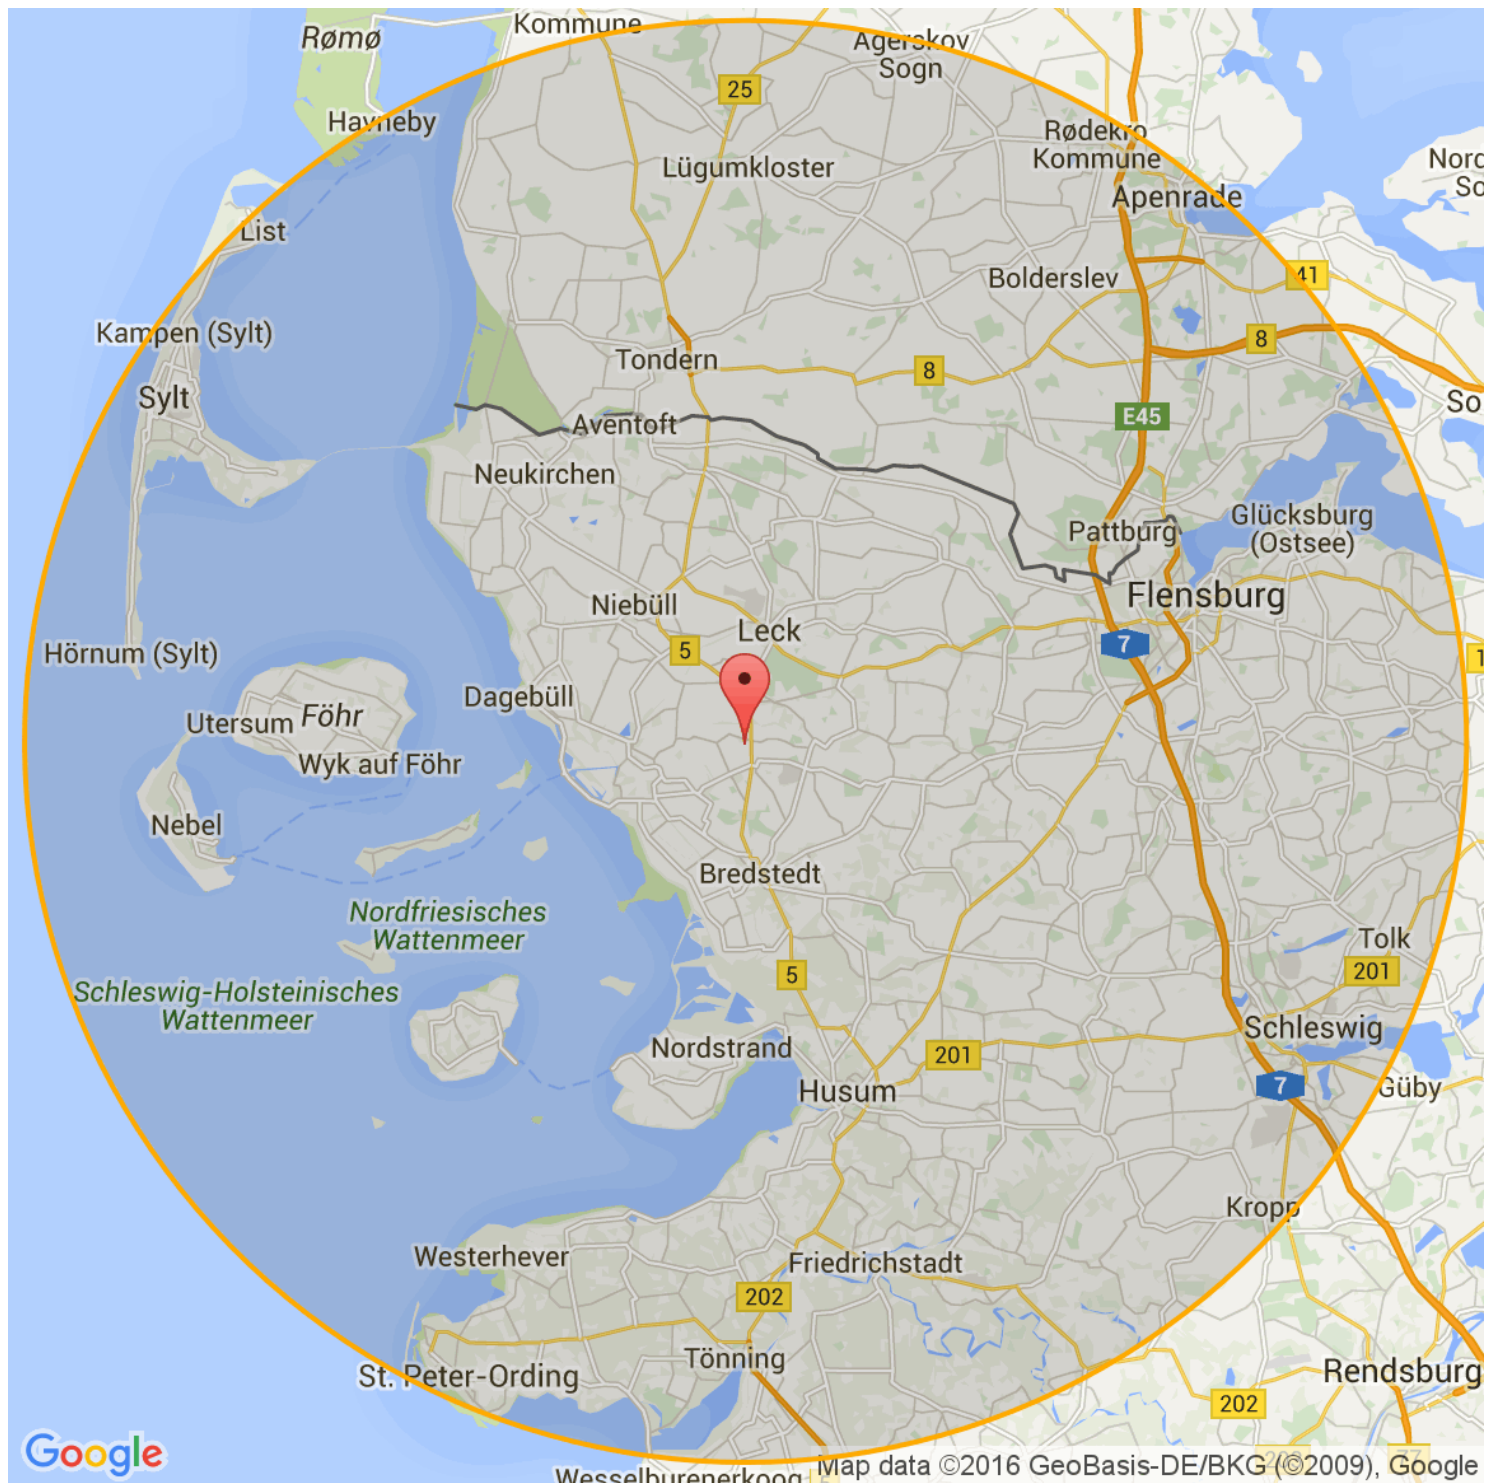 Kommune
Rømø
Agerskov
Sogn
25
Havneby
Rødekro
Kommune
Lügumkloster
Apenrade
List
Bolderslev
41
Kampen (Sylt)
8
Tondern
8
Sylt
So
E45
Aventoft
Neukirchen
Glücksburg
(Ostsee)
Pattburg
Flensburg
Niebüll
Leck
7
5
Hörnum (Sylt)
1
Dagebüll
Utersum
Föhr
Wyk auf Föhr
Nebel
Bredstedt
Nordfriesisches
Wattenmeer
Tolk
201
5
Schleswig-Holsteinisches
Wattenmeer
Schleswig
Nordstrand
201
Husum
7
Güby
Kropp
Westerhever
Friedrichstadt
202
Tönning
St. Peter-Ording
Rendsburg
202
Google
Wesselburenerkoog
Map data ©2016 GeoBasis-DE/BKG (©2009), Google